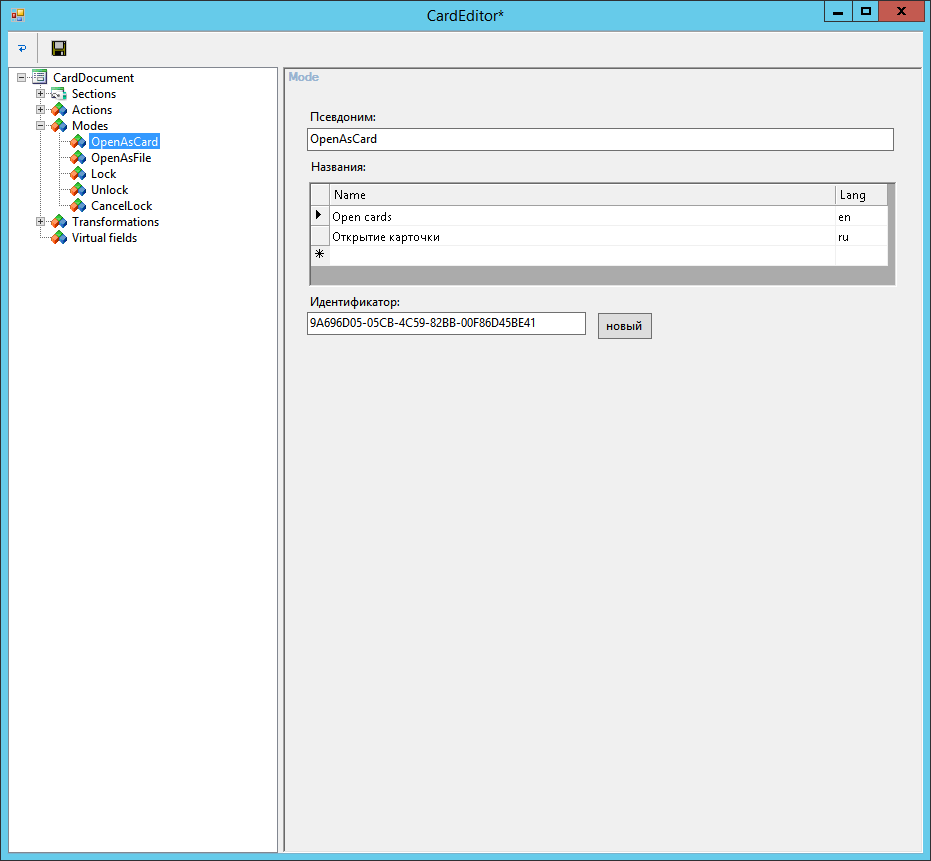 CardEditor*
CardDocument
Sections
Actions
Modes
OpenAsCard
OpenAsFile
Lock
Unlock
CancelLock
Transformations
Virtual fields
Mode
Псевдоним:
OpenAsCard
Названия:
Name Lang
Open cards en
Открытие карточки ru
Идентификатор:
9A696D05-05CB-4C59-82BB-00F86D45BE41 новый